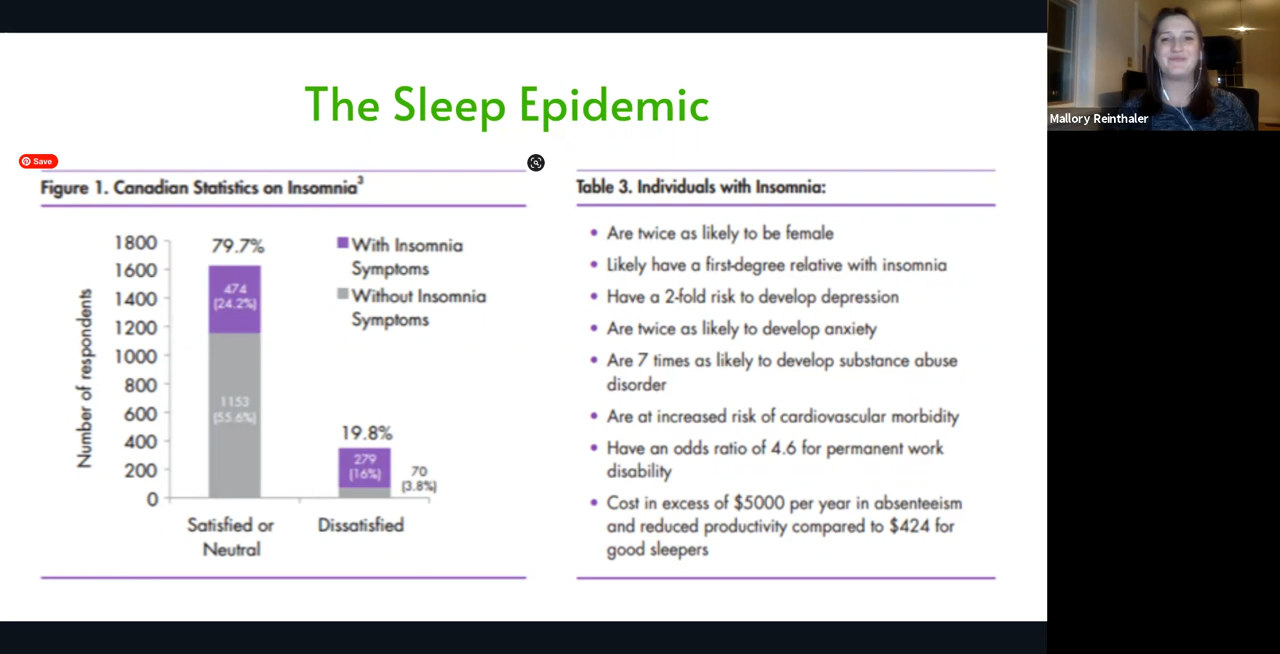 The Sleep Epidemic
Mallory Reinthaler
Save
Figure 1. Canadian Statistics on Insomnia3
1800
1600
1400
1200
1000
800
600
400
200
0
Number of respondents
79.7%
474
(24.2%)
1153
(55.6%)
With Insomnia
Symptoms
Without Insomnia
Symptoms
19.8%
279
(16%)
70
(3.8%)
Satisfied or
Neutral
Dissatisfied
Table 3. Individuals with Insomnia:
• Are twice as likely to be female
• Likely have a first-degree relative with insomnia
• Have a 2-fold risk to develop depression
• Are twice as likely to develop anxiety
• Are 7 times as likely to develop substance abuse
disorder
• Are at increased risk of cardiovascular morbidity
• Have an odds ratio of 4.6 for permanent work
disability
• Cost in excess of $5000 per year in absenteeism
and reduced productivity compared to $424 for
good sleepers